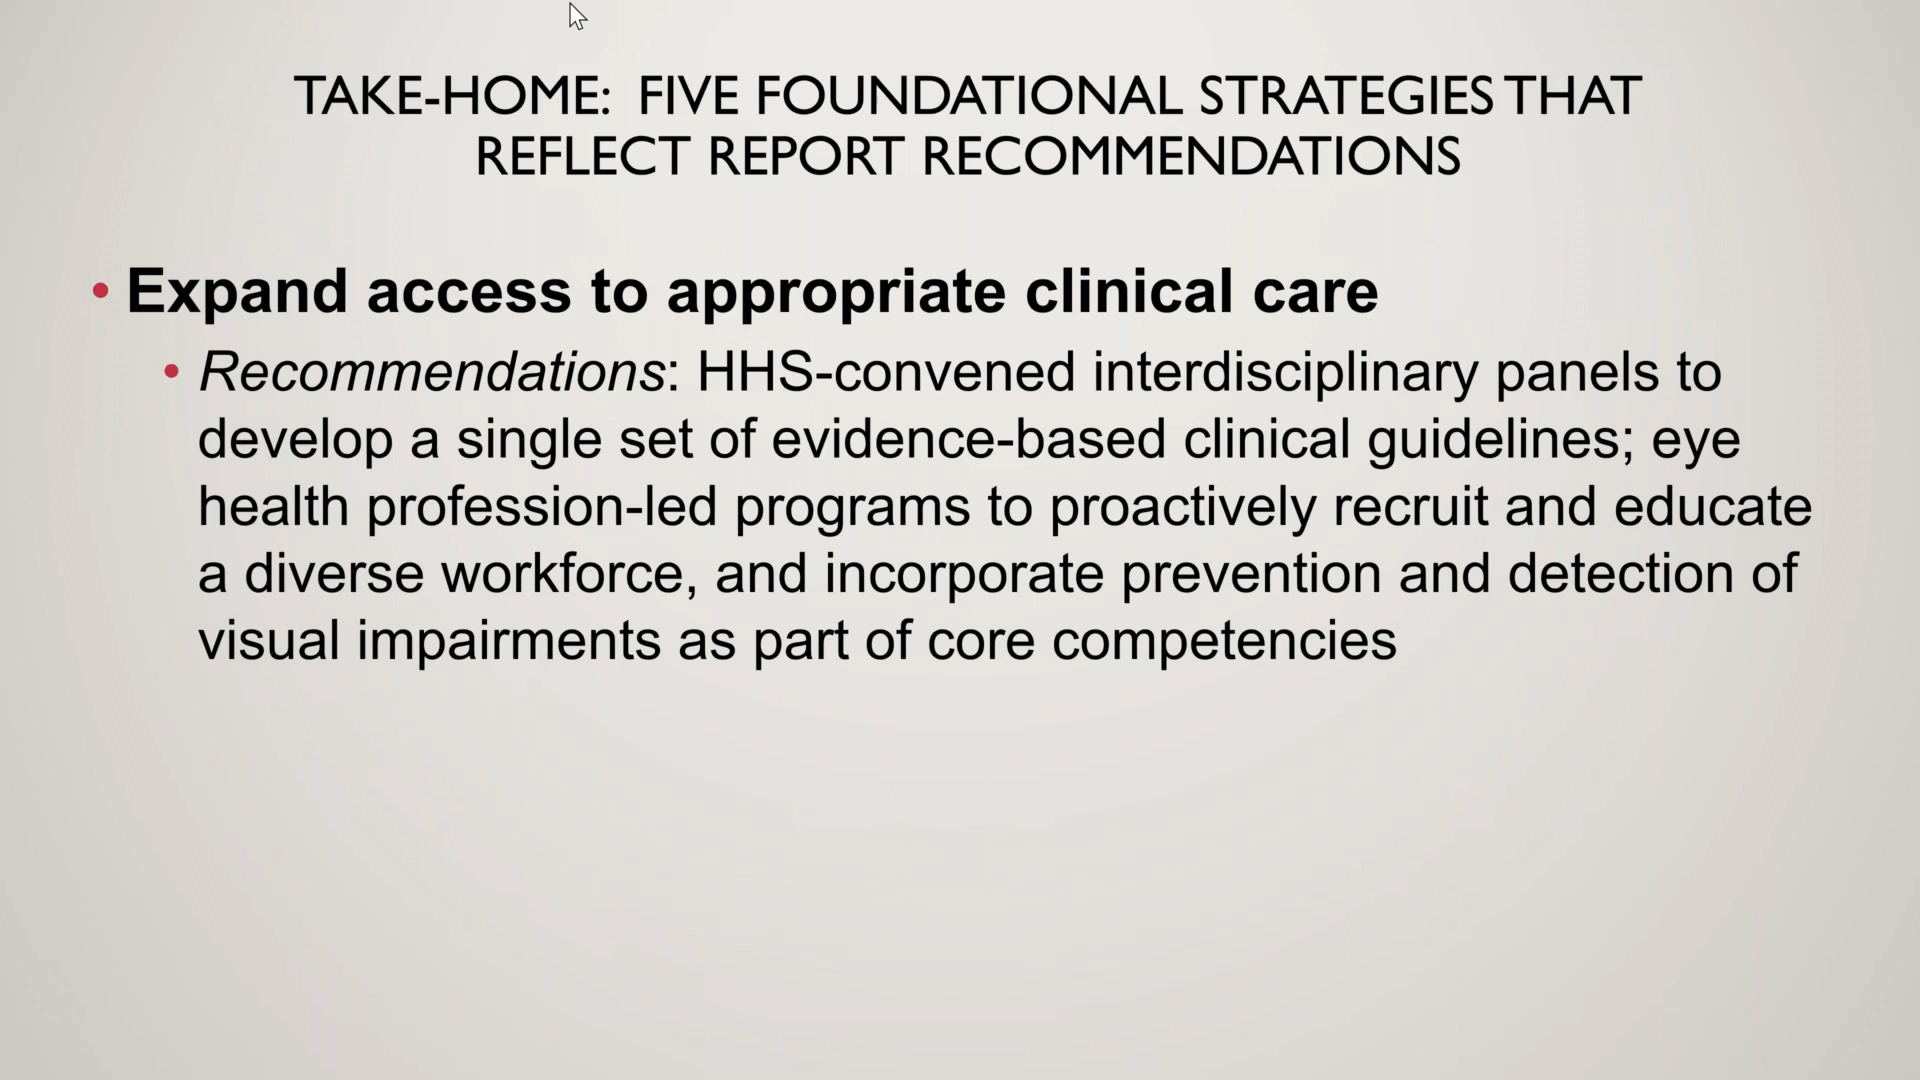 TAKE-HOME: FIVE FOUNDATIONAL STRATEGIES THAT
REFLECT REPORT RECOMMENDATIONS
• Expand access to appropriate clinical care
• Recommendations: HHS-convened interdisciplinary panels to
develop a single set of evidence-based clinical guidelines; eye
health profession-led programs to proactively recruit and educate
a diverse workforce, and incorporate prevention and detection of
visual impairments as part of core competencies